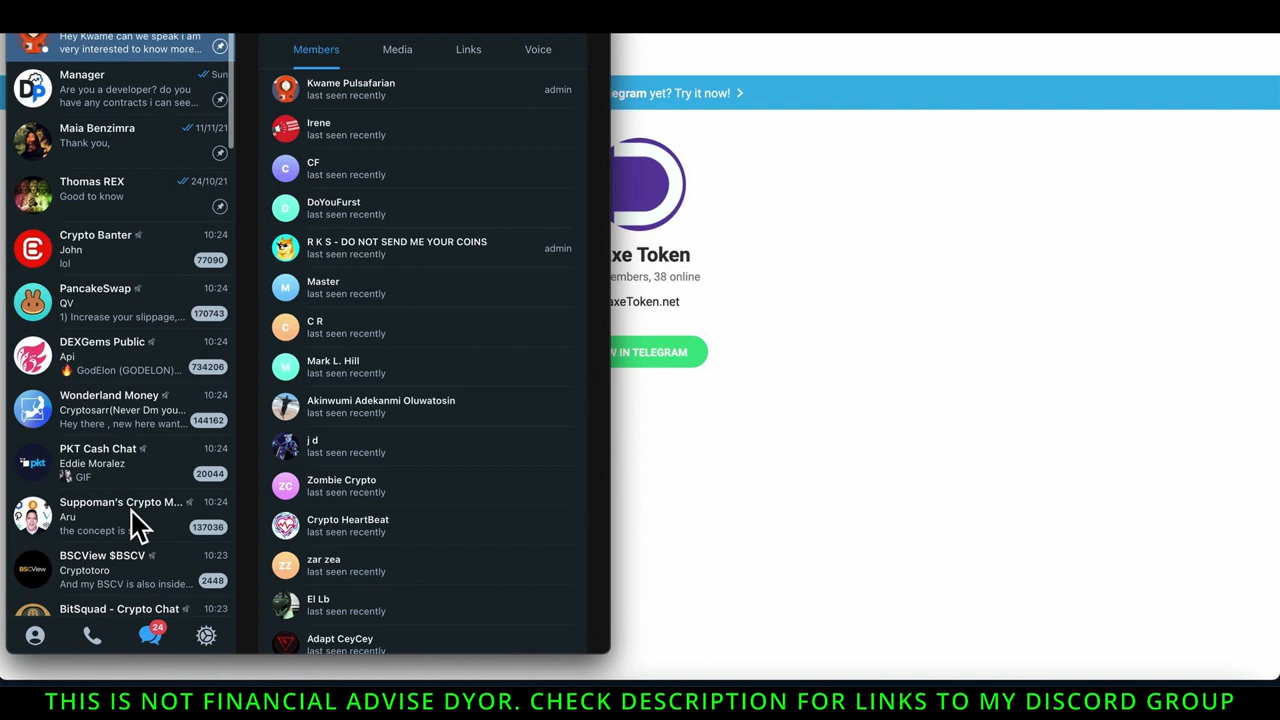 Hey Kwame can we speak i am
very interested to know more...
Manager
Sun
Are you a developer? do you
have any contracts i can see...
Maia Benzimra
11/11/21
Thank you,
Thomas REX
24/10/21
Good to know
Crypto Banter
10:24
John
lol
77090
PancakeSwap
10:24
QV
1) Increase your slippage,...
170743
DEXGems Public
10:24
Api
GodElon (GODELON)...
734206
Wonderland Money
10:24
Cryptosarr(Never Dm you...
Hey there , new here want...
144162
PKT Cash Chat
10:24
Eddie Moralez
GIF
20044
pkt
Suppoman's Crypto M...
10:24
Aru
the concept is
137036
BSCView $BSCV
10:23
Cryptotoro
And my BSCV is also inside...
2448
BSCView
BitSquad - Crypto Chat
10:23
24
Members
Media
Links
Voice
Kwame Pulsafarian
last seen recently
admin
Irene
last seen recently
C
CF
last seen recently
D
DoYouFurst
last seen recently
R K S - DO NOT SEND ME YOUR COINS
last seen recently
admin
M
Master
last seen recently
C
C R
last seen recently
M
Mark L. Hill
last seen recently
Akinwumi Adekanmi Oluwatosin
last seen recently
j d
last seen recently
ZC
Zombie Crypto
last seen recently
Crypto HeartBeat
last seen recently
ZZ
zar zea
last seen recently
El Lb
last seen recently
Adapt CeyCey
last seen recently
egram yet? Try it now!
xe Token
embers, 38 online
axeToken.net
W IN TELEGRAM
THIS IS NOT FINANCIAL ADVISE DYOR. CHECK DESCRIPTION FOR LINKS TO MY DISCORD GROUP